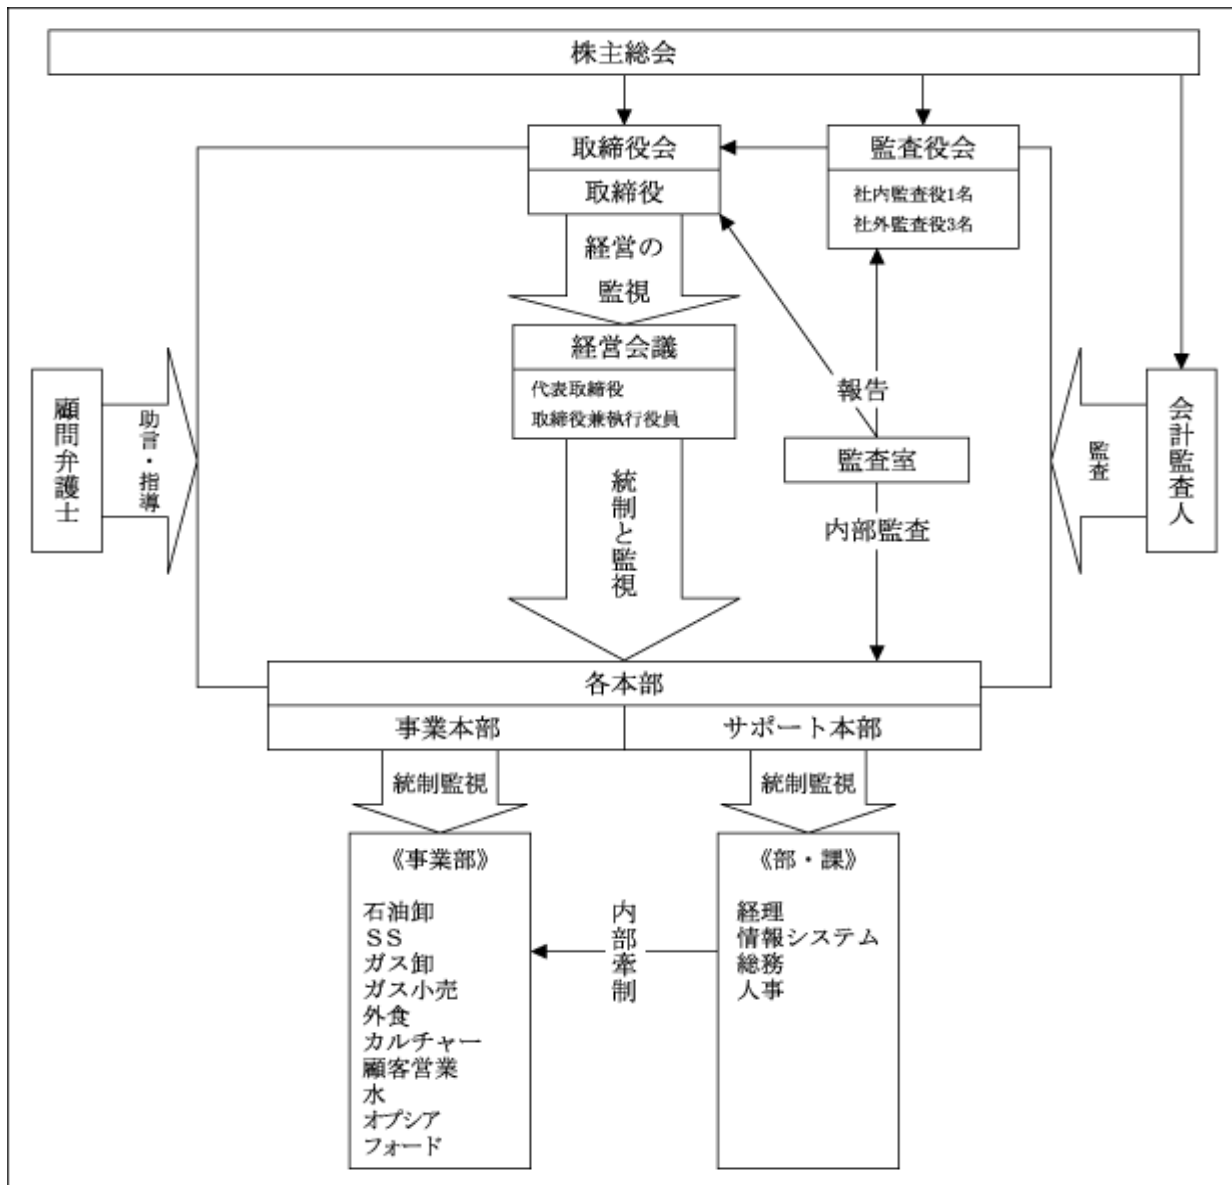 株主総会
取締役会
取締役
監査役会
社内監査役1名
社外監査役3名
経営の
監視
経営会議
代表取締役
取締役兼執行役員
報告
監査室
内部監査
統制と監視
顧問弁護士
助言・指導
会計監査人
監査
各本部
事業本部
サポート本部
統制監視
統制監視
《事業部》
石油卸
SS
ガス卸
ガス小売
外食
カルチャー
顧客営業
水
オプシア
フォード
内部牽制
《部・課》
経理
情報システム
総務
人事